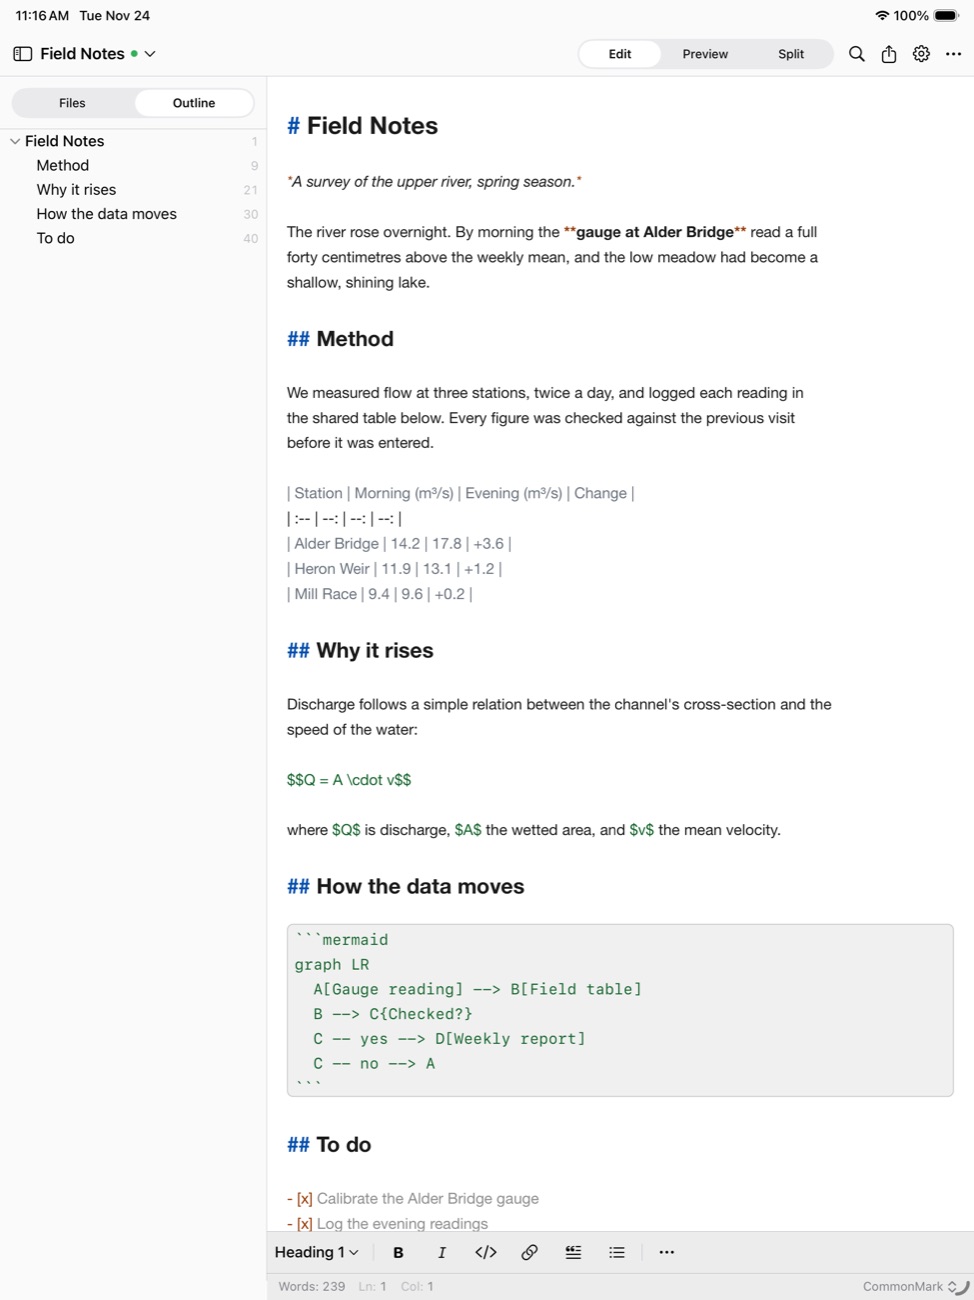 11:16 AM Tue Nov 24
100%
Field Notes
Edit Preview Split
Files Outline
Field Notes 1
Method 9
Why it rises 21
How the data moves 30
To do 40
# Field Notes
*A survey of the upper river, spring season.*
The river rose overnight. By morning the **gauge at Alder Bridge** read a full
forty centimetres above the weekly mean, and the low meadow had become a
shallow, shining lake.
## Method
We measured flow at three stations, twice a day, and logged each reading in
the shared table below. Every figure was checked against the previous visit
before it was entered.
| Station | Morning (m³/s) | Evening (m³/s) | Change |
| :-- | --: | --: | --: |
| Alder Bridge | 14.2 | 17.8 | +3.6 |
| Heron Weir | 11.9 | 13.1 | +1.2 |
| Mill Race | 9.4 | 9.6 | +0.2 |
## Why it rises
Discharge follows a simple relation between the channel's cross-section and the
speed of the water:
$$Q = A \cdot v$$
where $Q$ is discharge, $A$ the wetted area, and $v$ the mean velocity.
## How the data moves
```mermaid
graph LR
  A[Gauge reading] --> B[Field table]
  B --> C{Checked?}
  C -- yes --> D[Weekly report]
  C -- no --> A
```
## To do
- [x] Calibrate the Alder Bridge gauge
- [x] Log the evening readings
Heading 1 B I </>
Words: 239 Ln: 1 Col: 1 CommonMark